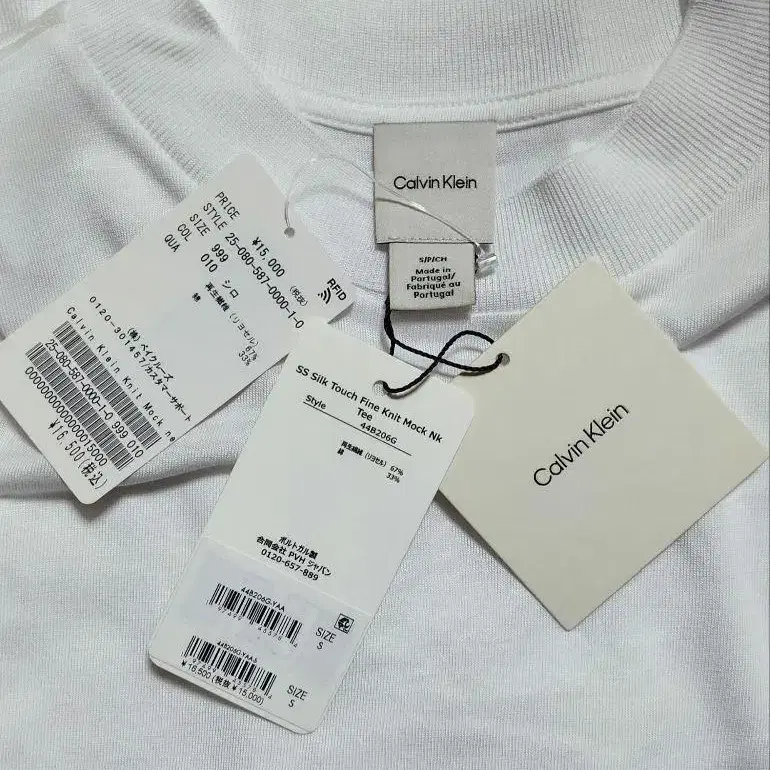 Calvin Klein
S/P/CH
Made in
Portugal/
Fabriqué au
Portugal
PRICE ¥15,000 (税抜)
STYLE 25-080-587-0000-1-0
SIZE 999
COL 010 シロ
QUA 再生繊維(リヨセル) 67%
綿 33%
RFID
(株)ベイクルーズ
0120-301457/カスタマーサポート
Calvin Klein Knit Mock ne
25-080-587-0000-1-0 999 010
¥16,500(税込)
SS Silk Touch Fine Knit Mock Nk
Tee
Style 44B206G
再生繊維(リヨセル) 67%
綿 33%
ポルトガル製
合同会社 PVH ジャパン
0120-657-889
44B206G-YAA
SIZE
S
44B206G-YAA-S
¥16,500 (税抜 ¥15,000)
SIZE
S
Calvin Klein